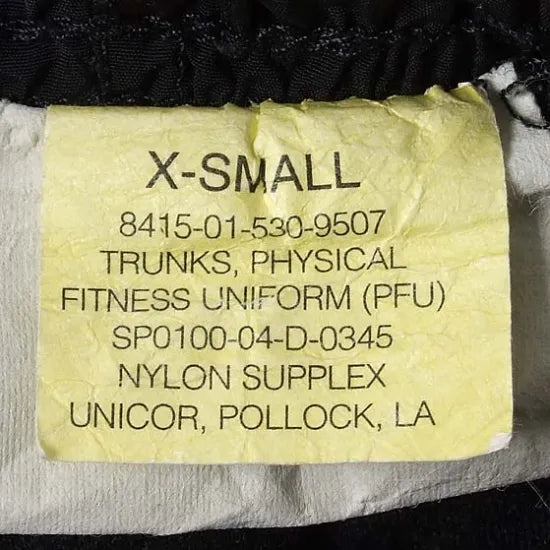 X-SMALL
8415-01-530-9507
TRUNKS, PHYSICAL
FITNESS UNIFORM (PFU)
SP0100-04-D-0345
NYLON SUPPLEX
UNICOR, POLLOCK, LA